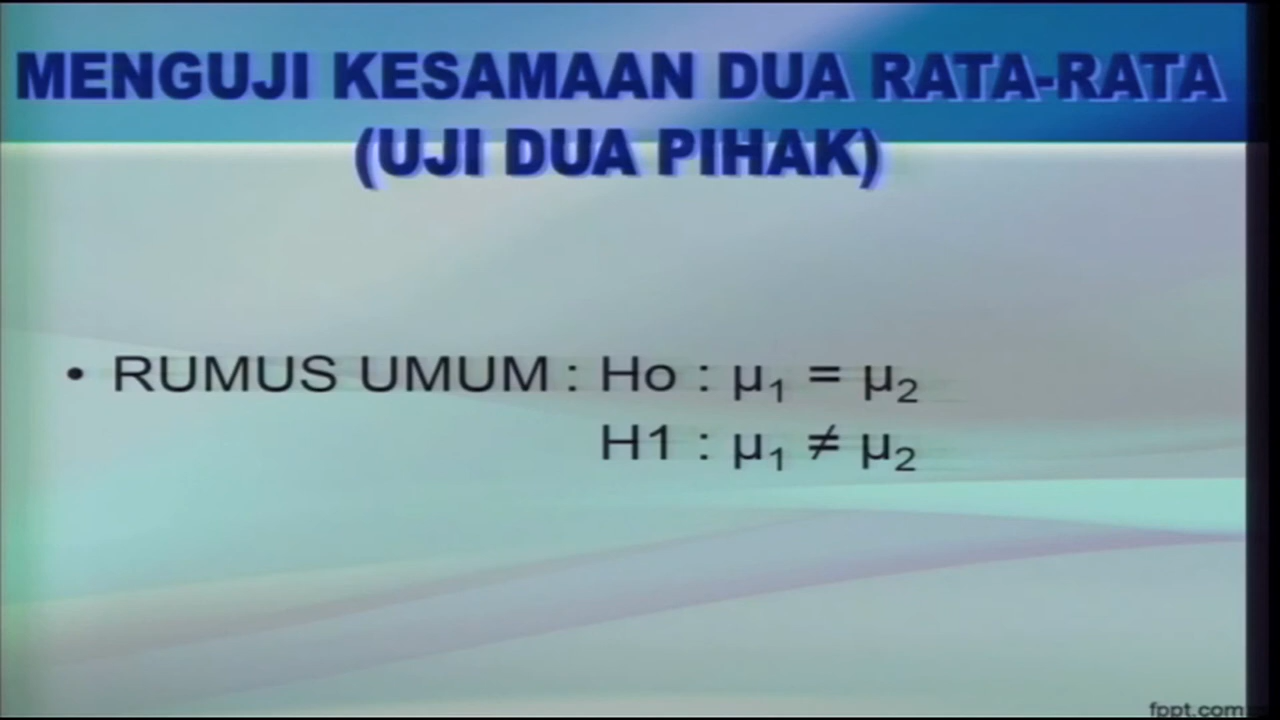 MENGUJI KESAMAAN DUA RATA-RATA
(UJI DUA PIHAK)
• RUMUS UMUM : Ho : μ₁ = μ₂
H1 : μ₁ ≠ μ₂
fppt.com